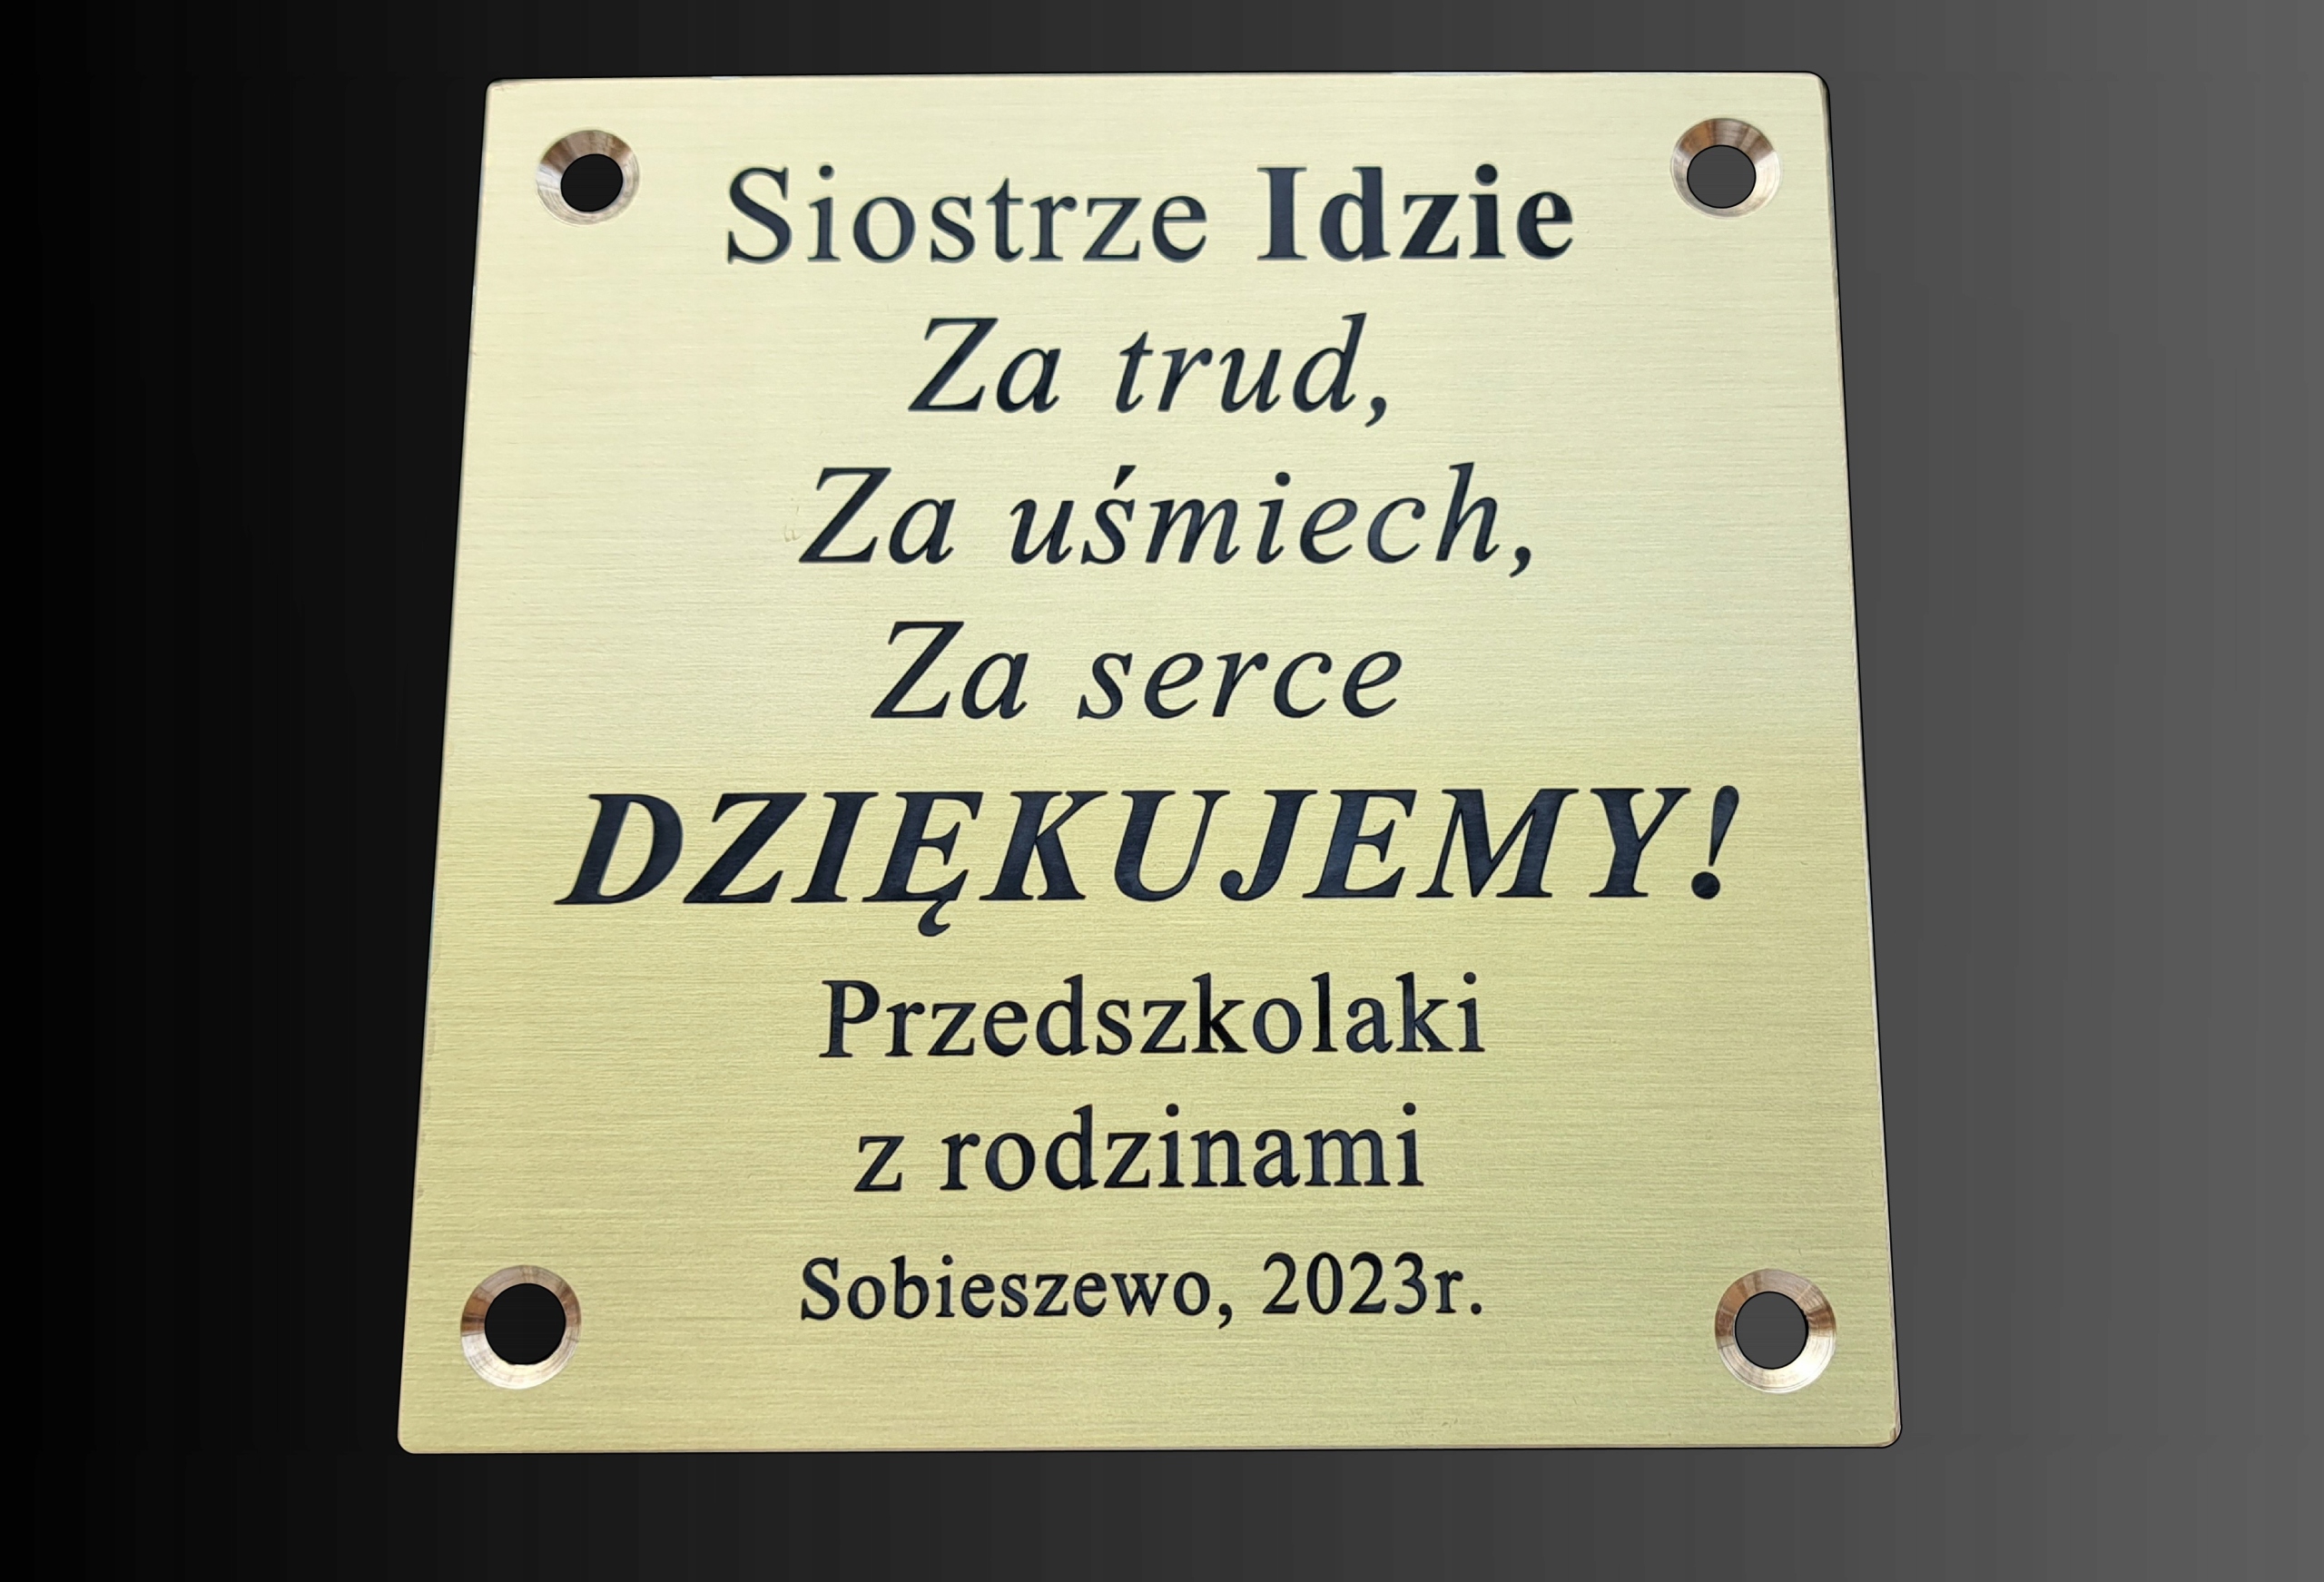 Siostrze Idzie
Za trud,
Za uśmiech,
Za serce
DZIĘKUJEMY!
Przedszkolaki
z rodzinami
Sobieszewo, 2023r.